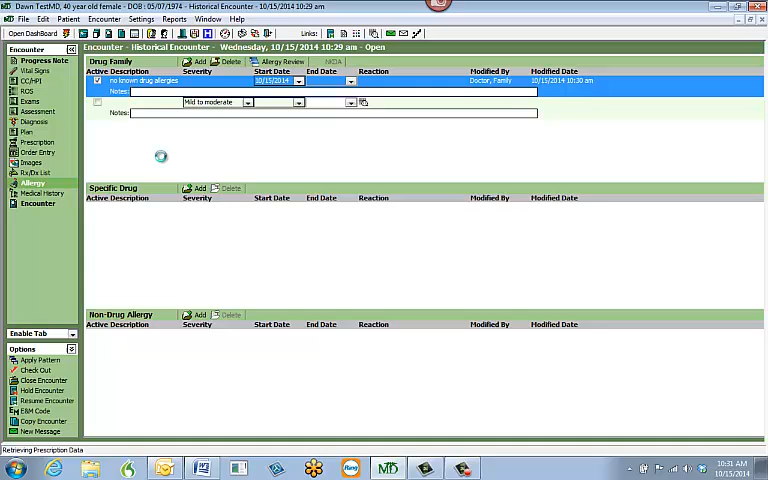 Dawn TestMD, 40 year old female - DOB : 05/07/1974 - Historical Encounter - 10/15/2014 10:29 am
File Edit Patient Encounter Settings Reports Window Help
Open DashBoard Links:
Encounter
Encounter - Historical Encounter - Wednesday, 10/15/2014 10:29 am - Open
Progress Note
Vital Signs
CC/HPI
ROS
Exams
Assessment
Diagnosis
Plan
Prescription
Order Entry
Images
Rx/Dx List
Allergy
Medical History
Encounter
Enable Tab
Options
Apply Pattern
Check Out
Close Encounter
Hold Encounter
Resume Encounter
E&M Code
Copy Encounter
New Message
Drug Family Add Delete Allergy Review NKDA
Active Description Severity Start Date End Date Reaction Modified By Modified Date
no known drug allergies 10/15/2014 Doctor, Family 10/15/2014 10:30 am
Notes:
Mild to moderate
Notes:
Specific Drug Add Delete
Active Description Severity Start Date End Date Reaction Modified By Modified Date
Non-Drug Allergy Add Delete
Active Description Severity Start Date End Date Reaction Modified By Modified Date
Retrieving Prescription Data
Ring
MD
10:31 AM
10/15/2014